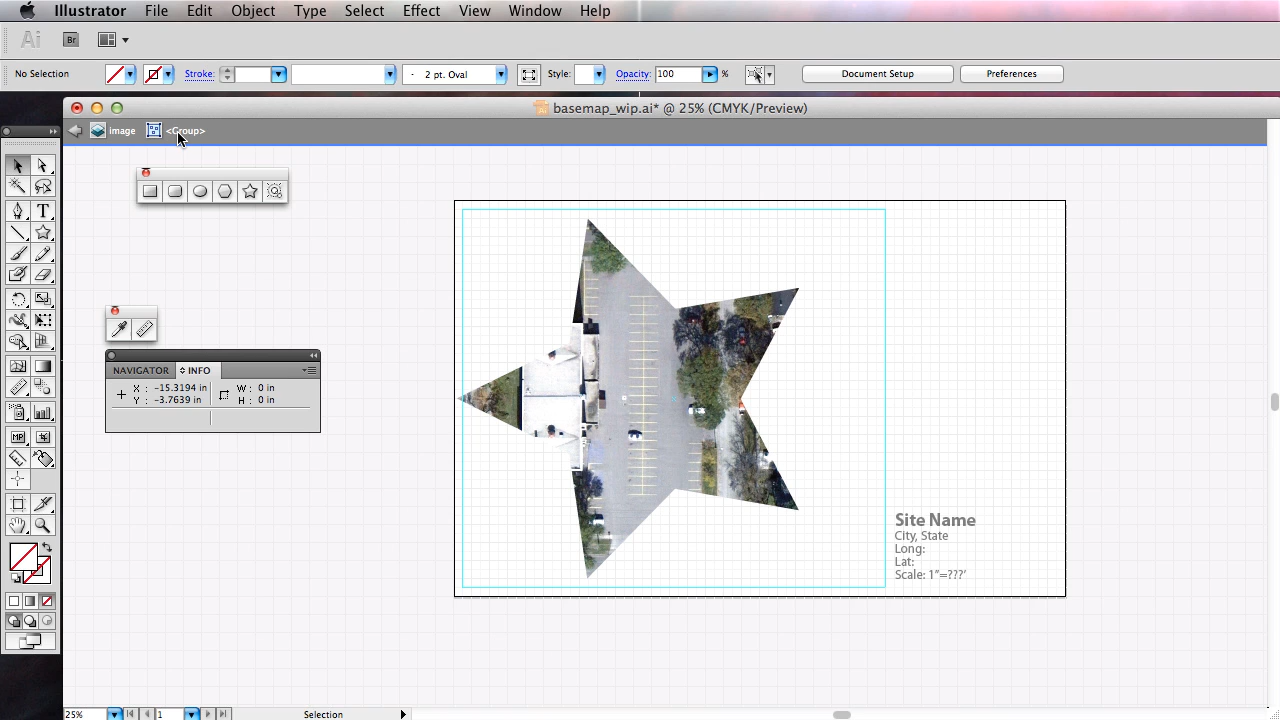 Illustrator File Edit Object Type Select Effect View Window Help
Ai Br
No Selection Stroke: 2 pt. Oval Style: Opacity: 100 % Document Setup Preferences
basemap_wip.ai* @ 25% (CMYK/Preview)
image <Group>
T
NAVIGATOR INFO
X : -15.3194 in W : 0 in
Y : -3.7639 in H : 0 in
Site Name
City, State
Long:
Lat:
Scale: 1"=???'
25% 1 Selection